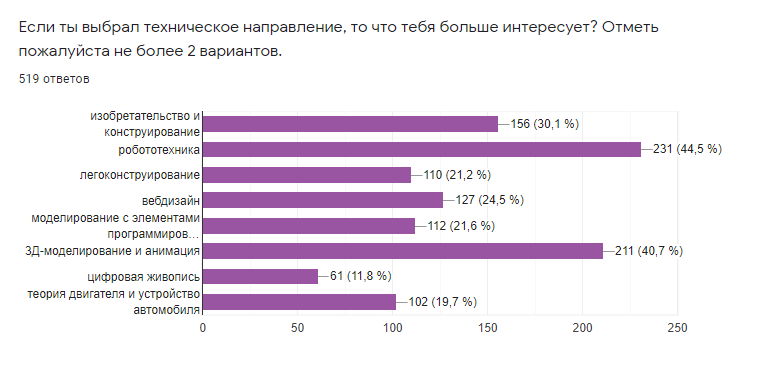 Если ты выбрал техническое направление, то что тебя больше интересует? Отметь
пожалуйста не более 2 вариантов.
519 ответов
изобретательство и
конструирование
156 (30,1 %)
робототехника
231 (44,5 %)
легоконструирование
110 (21,2 %)
вебдизайн
127 (24,5 %)
моделирование с элементами
программиров...
112 (21,6 %)
3Д-моделирование и анимация
211 (40,7 %)
цифровая живопись
61 (11,8 %)
теория двигателя и устройство
автомобиля
102 (19,7 %)
0 50 100 150 200 250